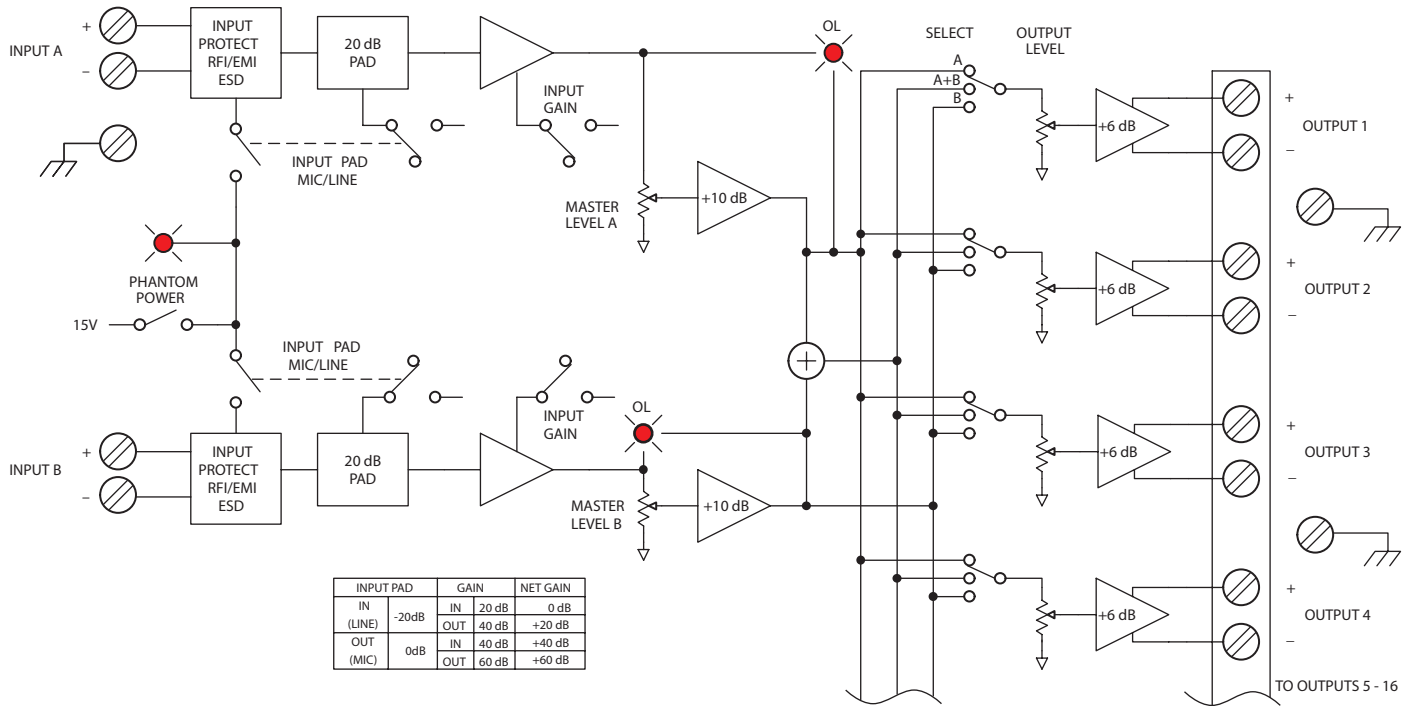 INPUT A
+
–
INPUT
PROTECT
RFI/EMI
ESD
20 dB
PAD
INPUT
GAIN
INPUT PAD
MIC/LINE
MASTER
LEVEL A
+10 dB
OL
SELECT
OUTPUT
LEVEL
A
A+B
B
+6 dB
+
–
OUTPUT 1
+6 dB
+
–
OUTPUT 2
PHANTOM
POWER
15V
INPUT PAD
MIC/LINE
+
INPUT
GAIN
OL
INPUT B
+
–
INPUT
PROTECT
RFI/EMI
ESD
20 dB
PAD
MASTER
LEVEL B
+10 dB
+6 dB
+
–
OUTPUT 3
+6 dB
+
–
OUTPUT 4
TO OUTPUTS 5 - 16
INPUT PAD GAIN NET GAIN
IN (LINE) -20dB IN 20 dB 0 dB
OUT 40 dB +20 dB
OUT (MIC) 0dB IN 40 dB +40 dB
OUT 60 dB +60 dB